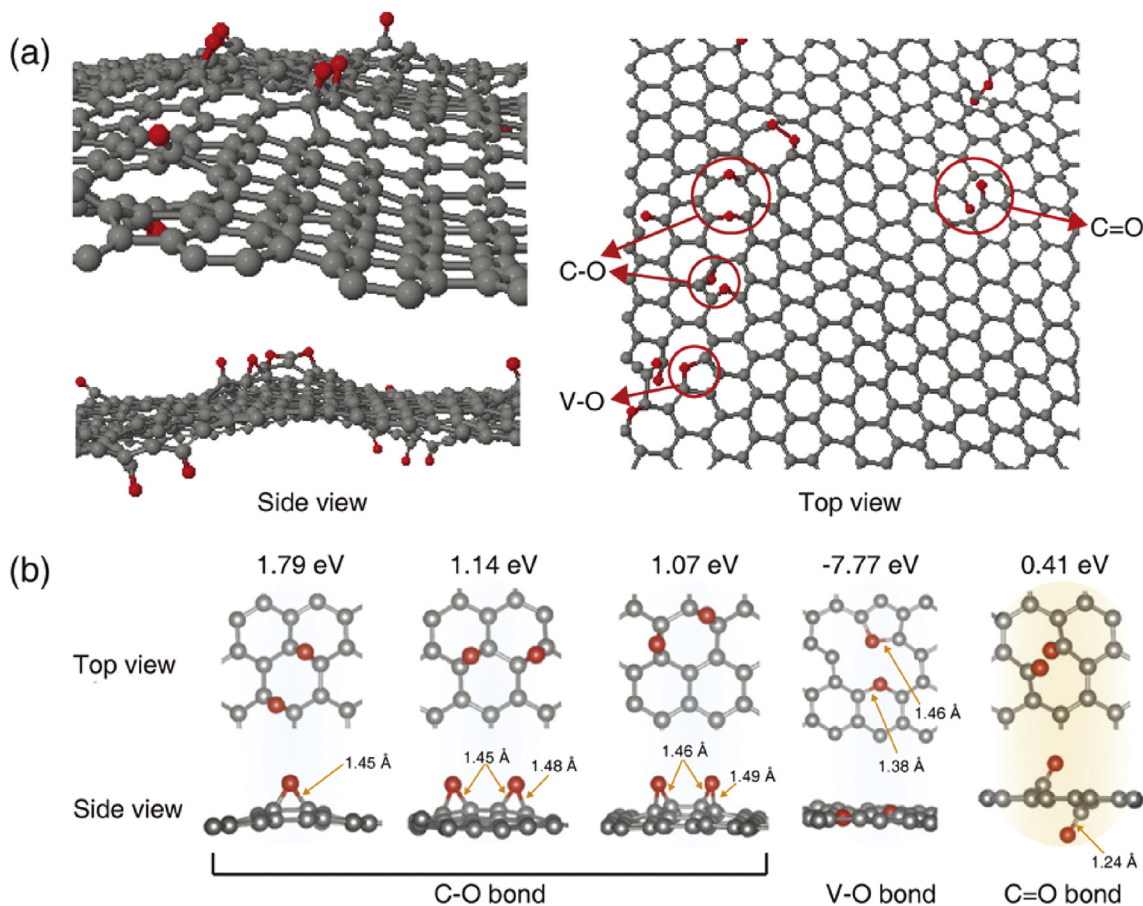 (a)
C-O
C=O
V-O
Side view
Top view
(b)
1.79 eV
1.14 eV
1.07 eV
-7.77 eV
0.41 eV
Top view
1.46 Å
1.38 Å
1.45 Å
1.45 Å
1.48 Å
1.46 Å
1.49 Å
Side view
1.24 Å
C-O bond
V-O bond
C=O bond